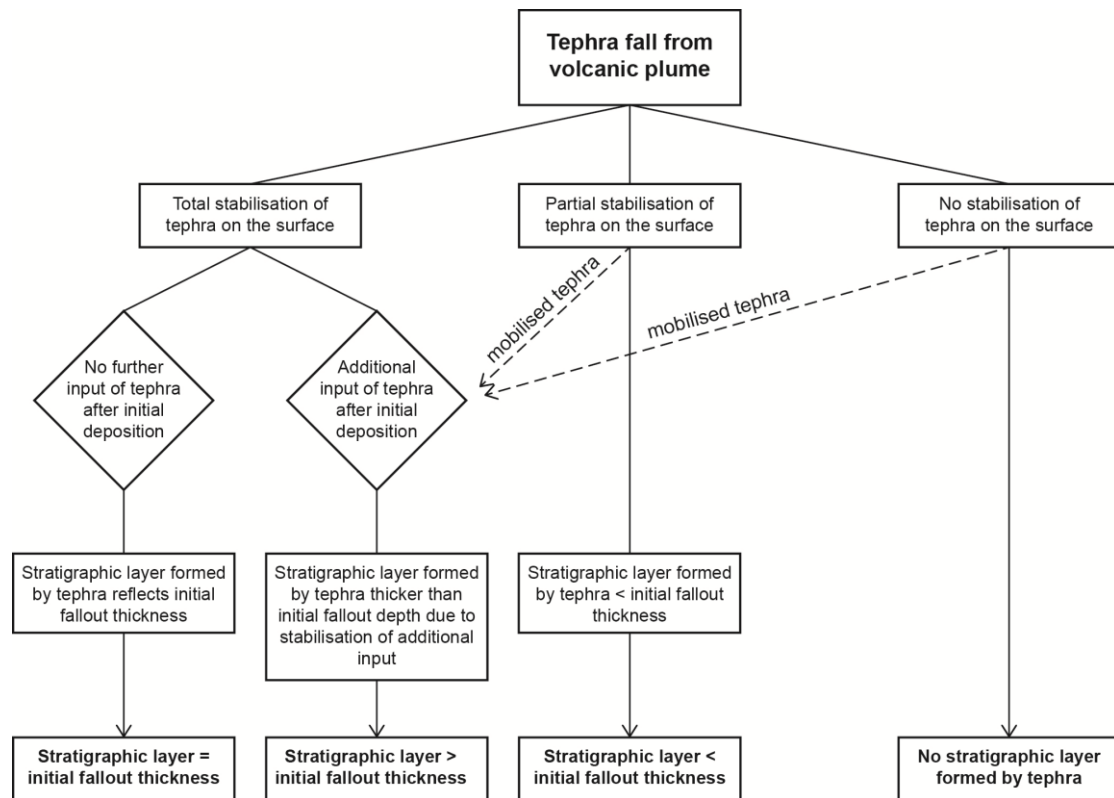 Tephra fall from
volcanic plume
Total stabilisation of
tephra on the surface
Partial stabilisation of
tephra on the surface
No stabilisation of
tephra on the surface
mobilised tephra
mobilised tephra
No further
input of tephra
after initial
deposition
Additional
input of tephra
after initial
deposition
Stratigraphic layer formed
by tephra reflects initial
fallout thickness
Stratigraphic layer formed
by tephra thicker than
initial fallout depth due to
stabilisation of additional
input
Stratigraphic layer formed
by tephra < initial fallout
thickness
Stratigraphic layer =
initial fallout thickness
Stratigraphic layer >
initial fallout thickness
Stratigraphic layer <
initial fallout thickness
No stratigraphic layer
formed by tephra